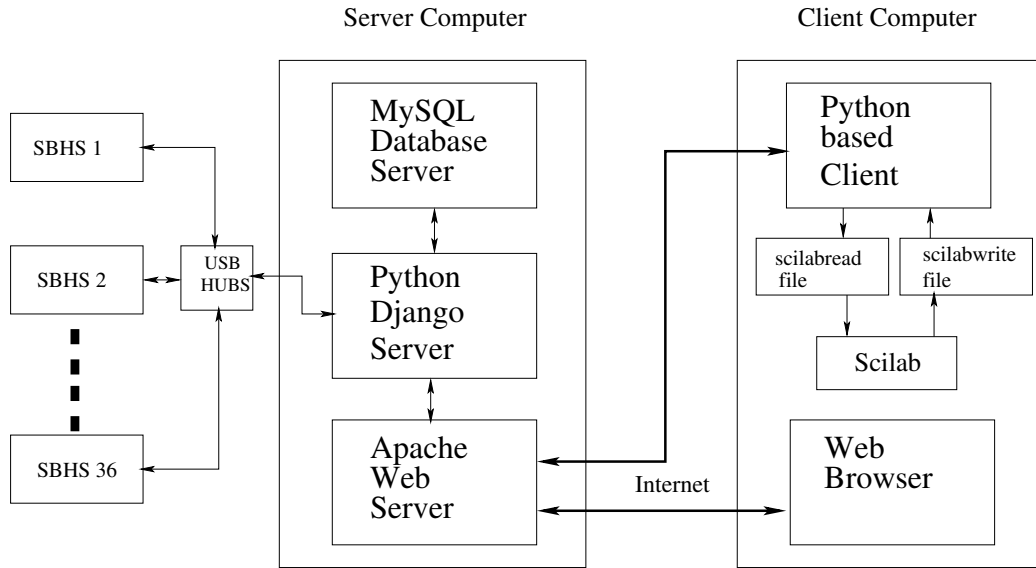 Server Computer
Client Computer
SBHS 1
SBHS 2
SBHS 36
USB
HUBS
MySQL
Database
Server
Python
Django
Server
Apache
Web
Server
Internet
Python
based
Client
scilabread
file
scilabwrite
file
Scilab
Web
Browser